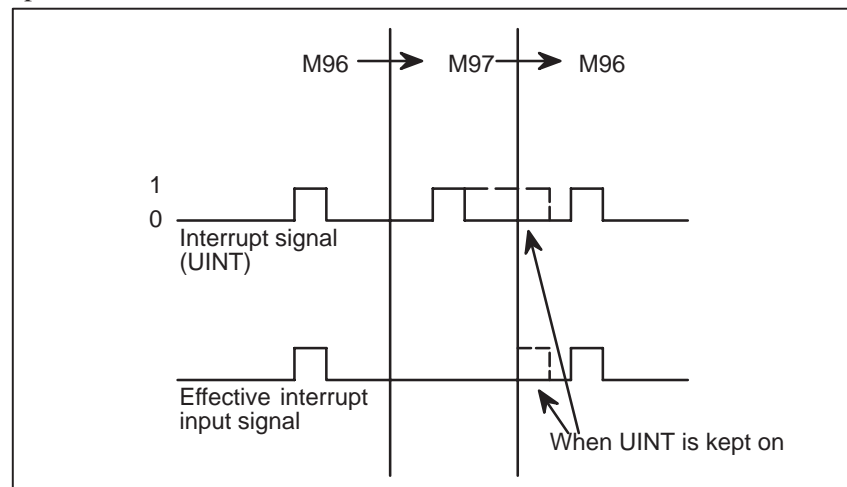 M96 M97 M96
1
0
Interrupt signal
(UINT)
Effective interrupt
input signal
When UINT is kept on